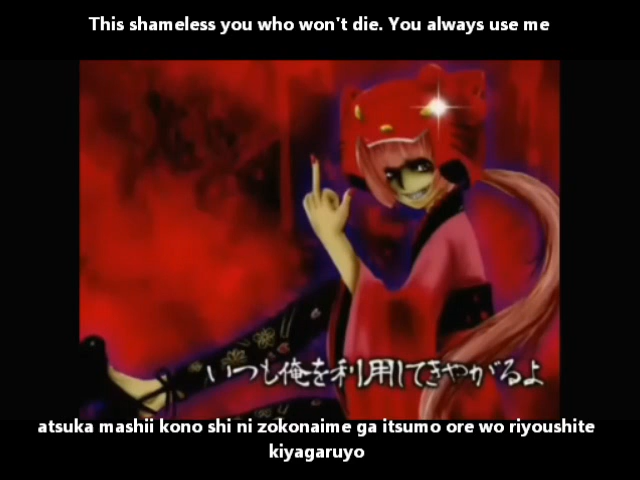 This shameless you who won't die. You always use me
いつも俺を利用してきやがるよ
atsuka mashii kono shi ni zokonaime ga itsumo ore wo riyoushite
kiyagaruyo